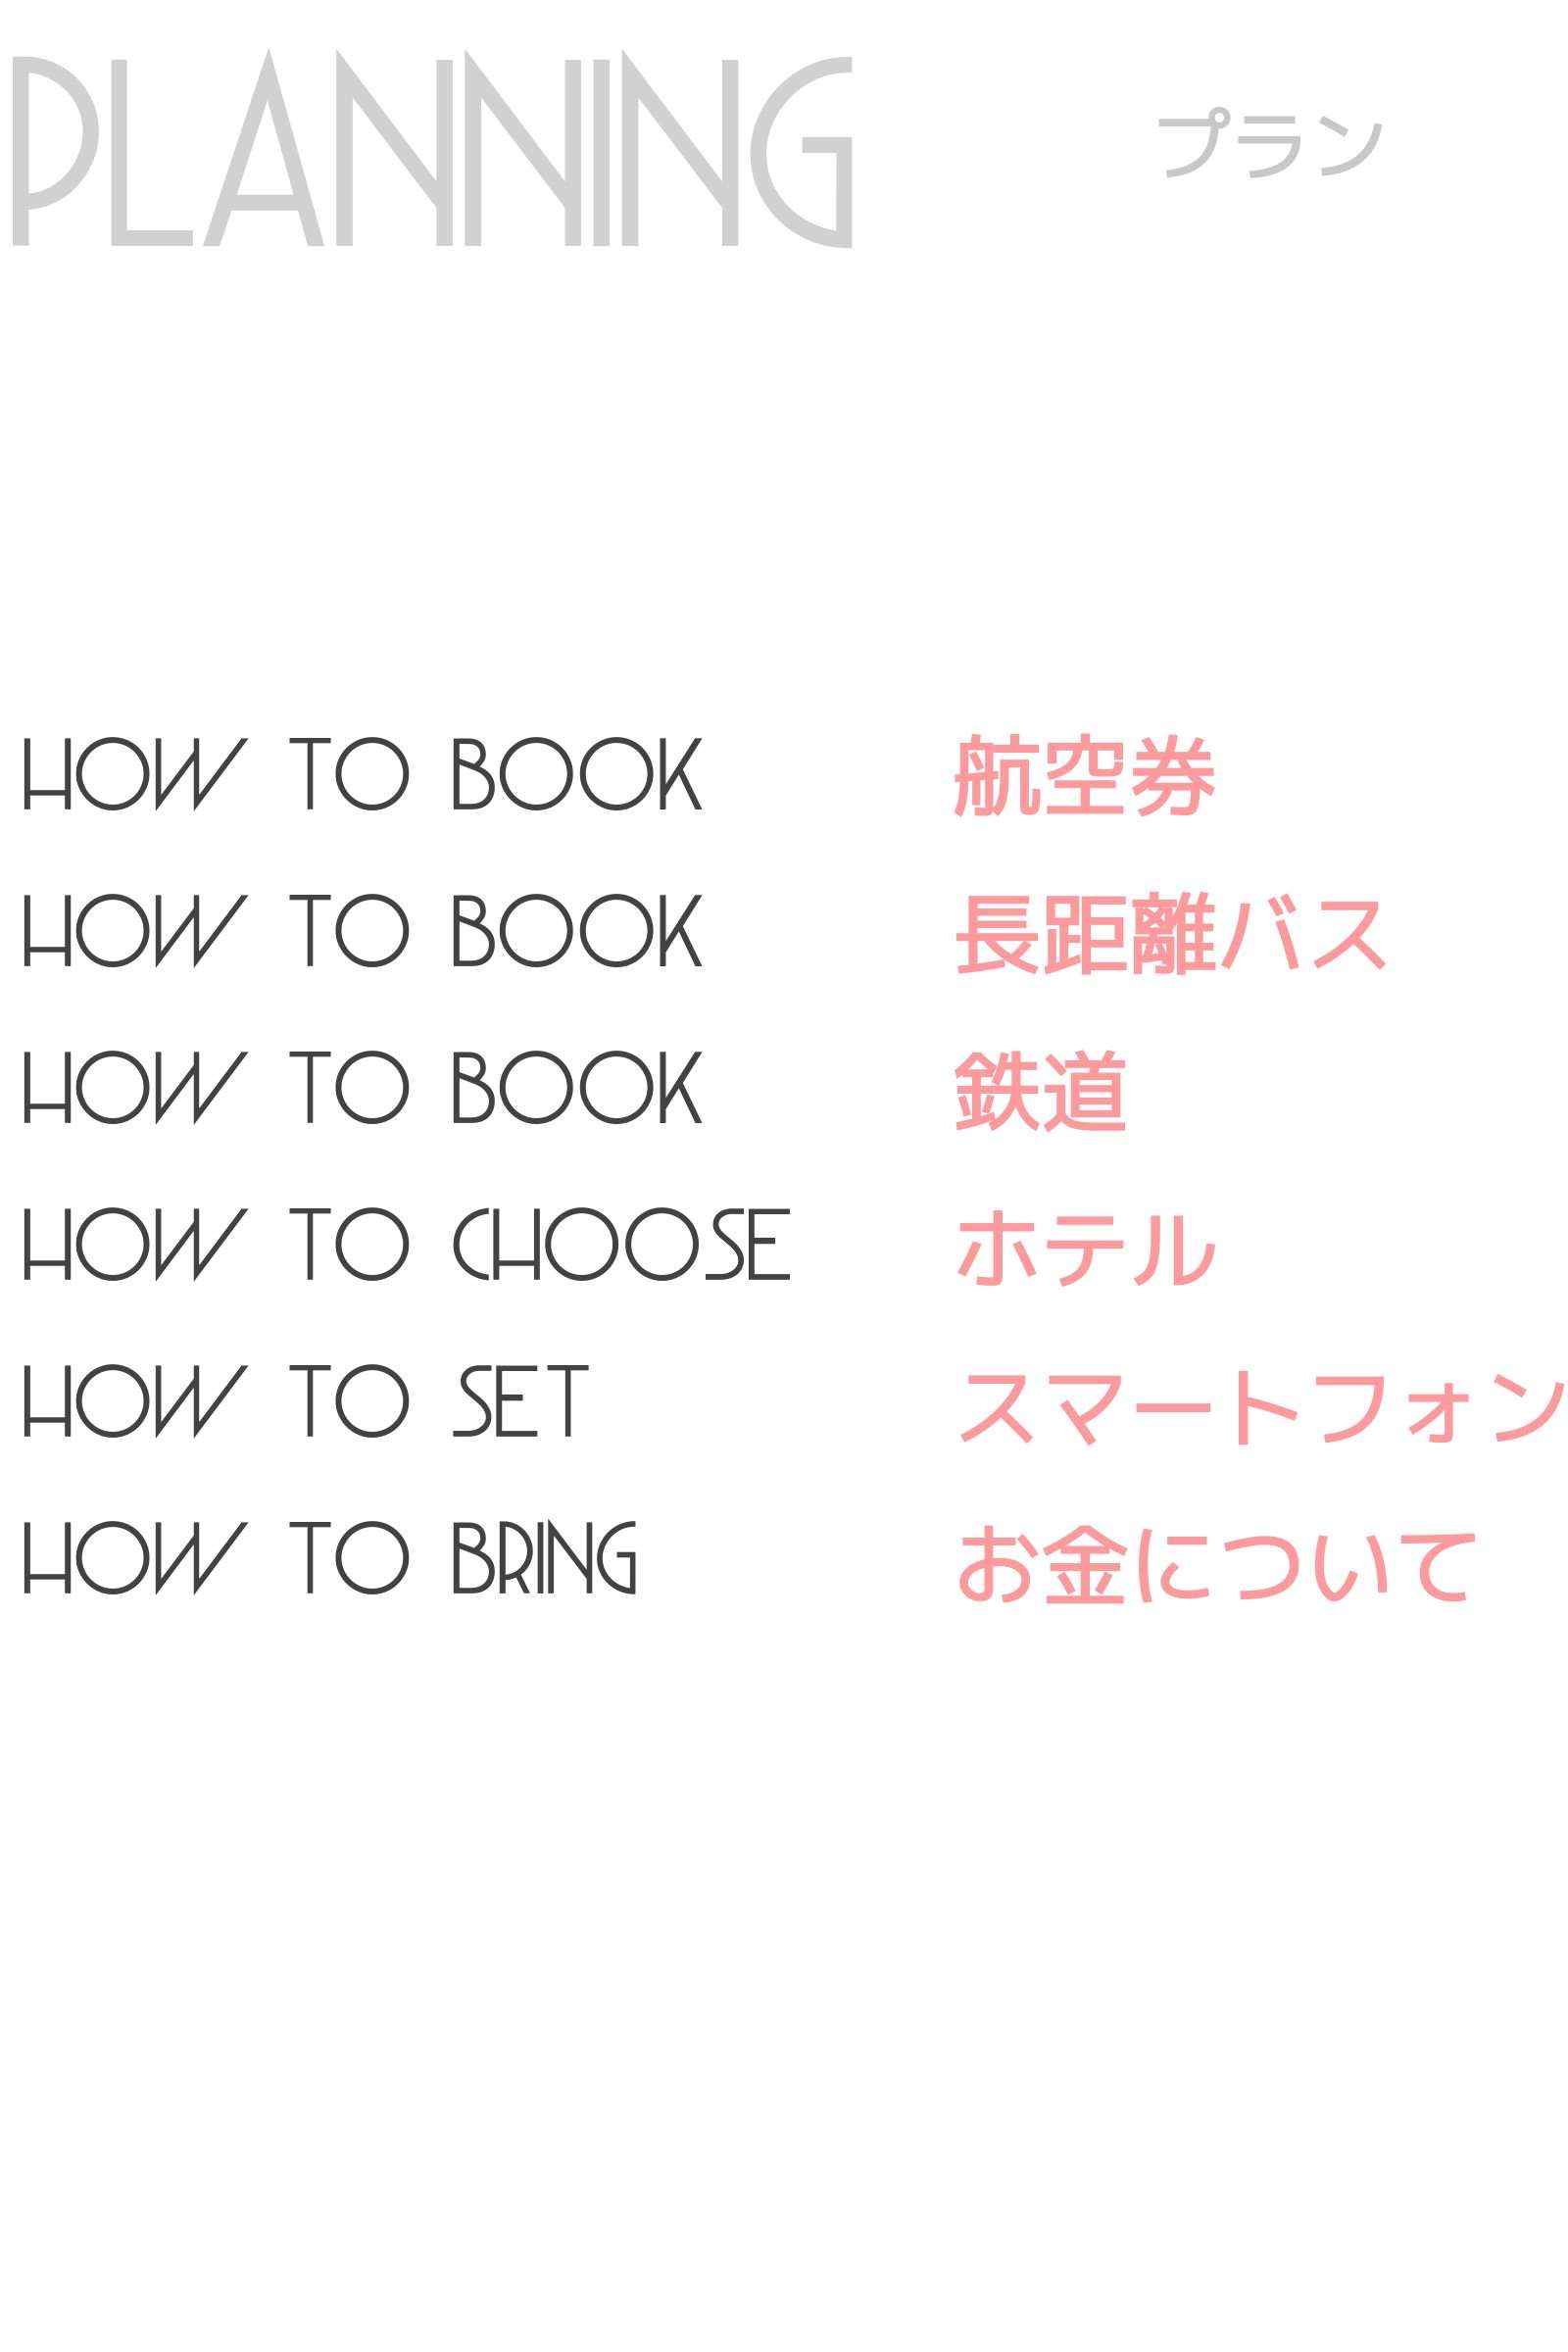 PLANNING プラン
HOW TO BOOK 航空券
HOW TO BOOK 長距離バス
HOW TO BOOK 鉄道
HOW TO CHOOSE ホテル
HOW TO SET スマートフォン
HOW TO BRING お金について